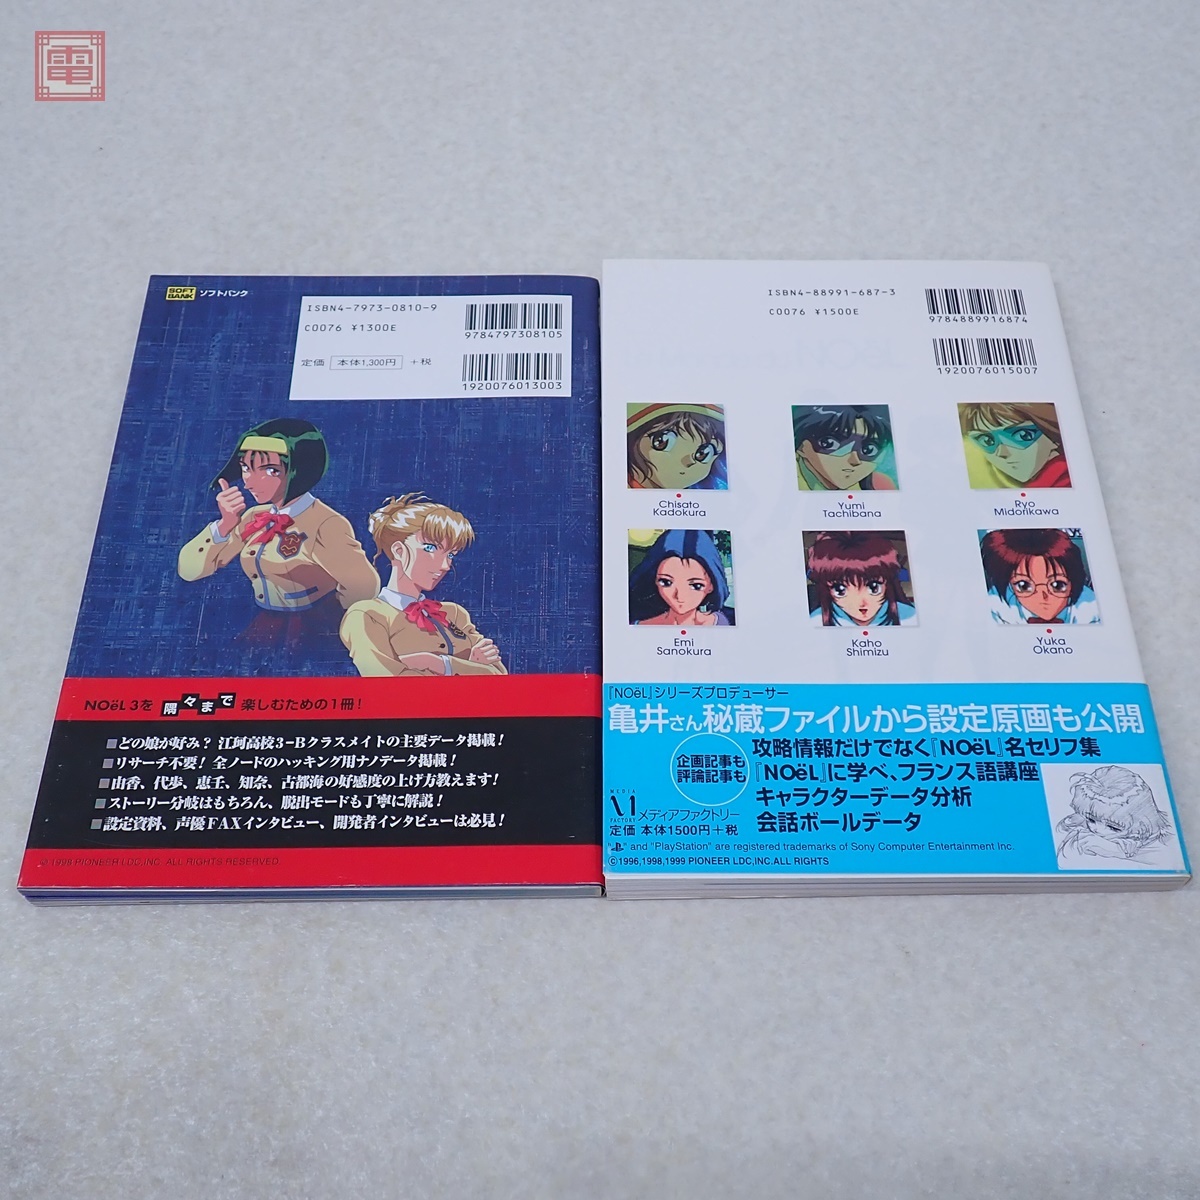 電
SOFT
BANK
ソフトバンク
ISBN4-7973-0810-9
C0076 ¥1300E
定価 本体1,300円 +税
9784797308105
1920076013003
NOëL 3を 隅々まで 楽しむための1冊!
■どの娘が好み? 江珂高校3-Bクラスメイトの主要データ掲載!
■リサーチ不要! 全ノードのハッキング用ナノデータ掲載!
■由香、代歩、恵壬、知奈、古都海の好感度の上げ方教えます!
■ストーリー分岐はもちろん、脱出モードも丁寧に解説!
■設定資料、声優FAXインタビュー、開発者インタビューは必見!
© 1998 PIONEER LDC,INC. ALL RIGHTS RESERVED.
ISBN4-88991-687-3
C0076 ¥1500E
9784889916874
1920076015007
Chisato
Kadokura
Yumi
Tachibana
Ryo
Midorikawa
Emi
Sanokura
Kaho
Shimizu
Yuka
Okano
『NOëL』シリーズプロデューサー
亀井さん秘蔵ファイルから設定原画も公開
企画記事も
評論記事も
攻略情報だけでなく『NOëL』名セリフ集
『NOëL』に学べ、フランス語講座
キャラクターデータ分析
会話ボールデータ
MEDIA
FACTORY
メディアファクトリー
定価 本体1500円+税
" " and "PlayStation" are registered trademarks of Sony Computer Entertainment Inc.
©1996,1998,1999 PIONEER LDC,INC.ALL RIGHTS